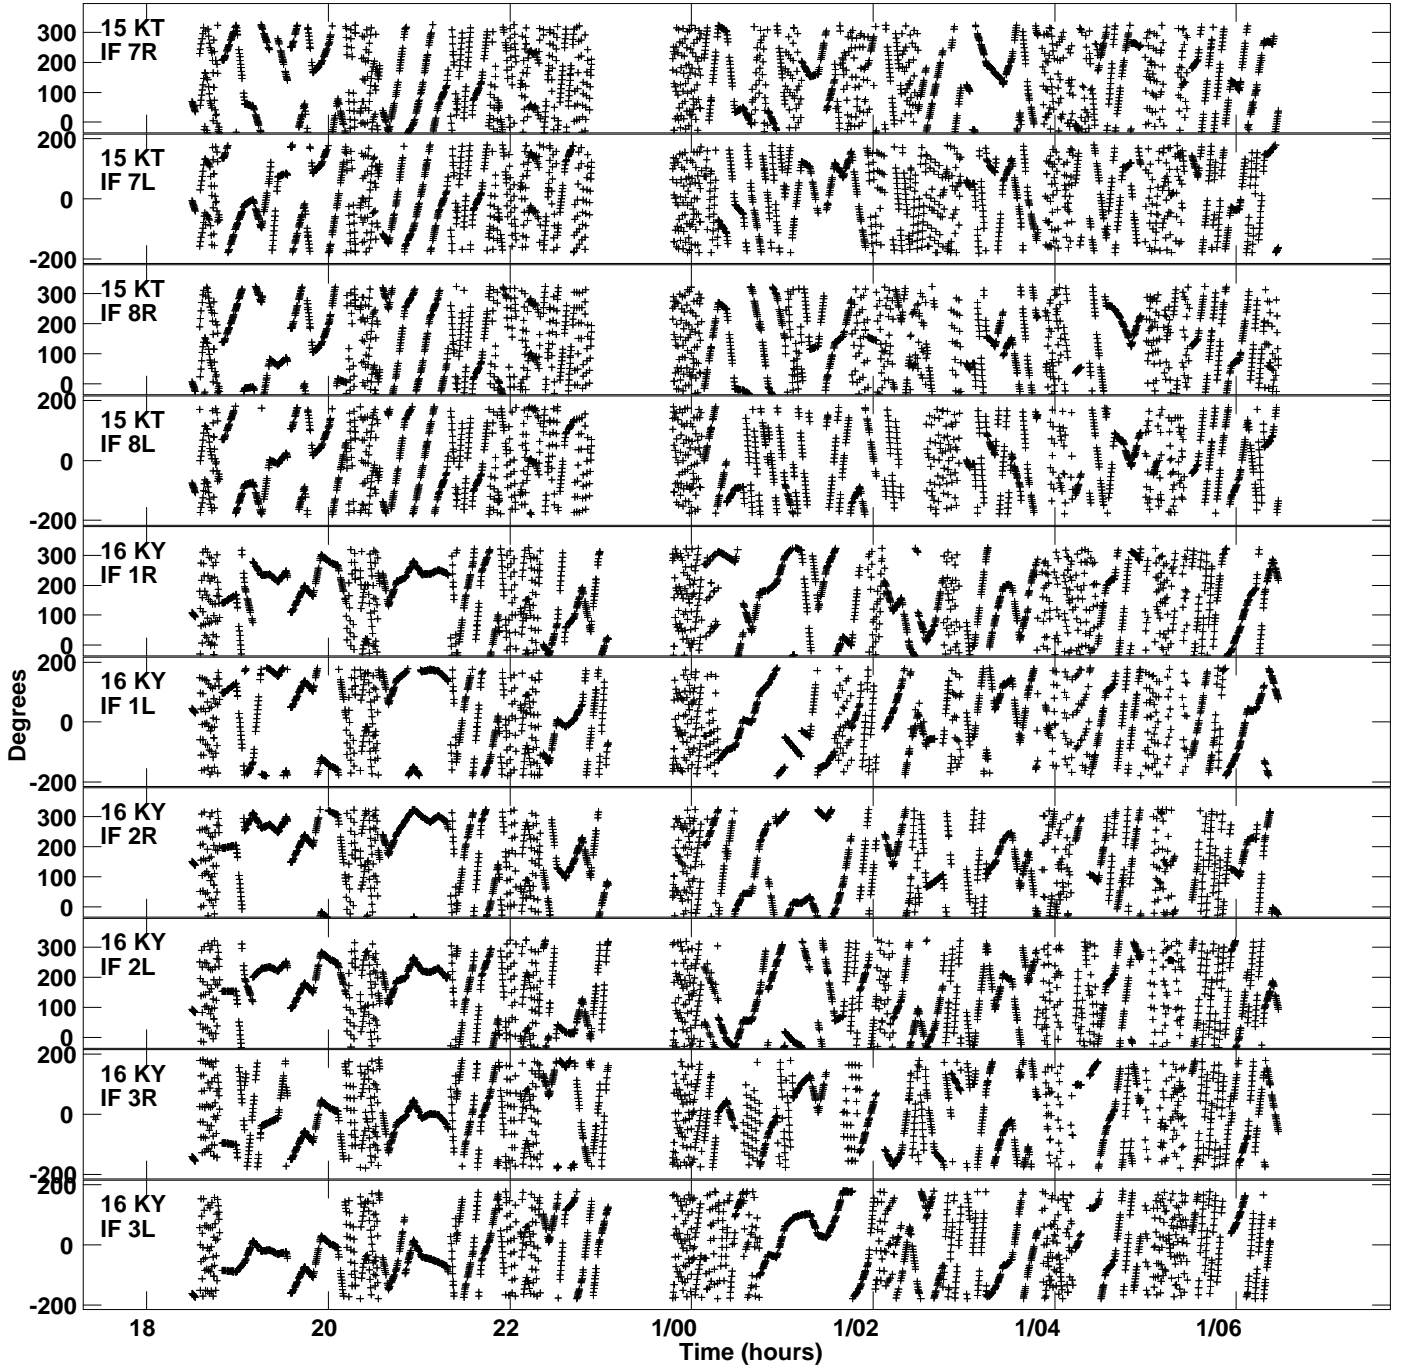 300
200
100
0
15 KT
IF 7R
200
0
-200
15 KT
IF 7L
300
200
100
0
15 KT
IF 8R
200
0
-200
15 KT
IF 8L
300
200
100
0
16 KY
IF 1R
200
0
-200
16 KY
IF 1L
300
200
100
0
16 KY
IF 2R
300
200
100
0
16 KY
IF 2L
200
0
-200
16 KY
IF 3R
200
0
-200
16 KY
IF 3L
Degrees
18 20 22 1/00 1/02 1/04 1/06
Time (hours)